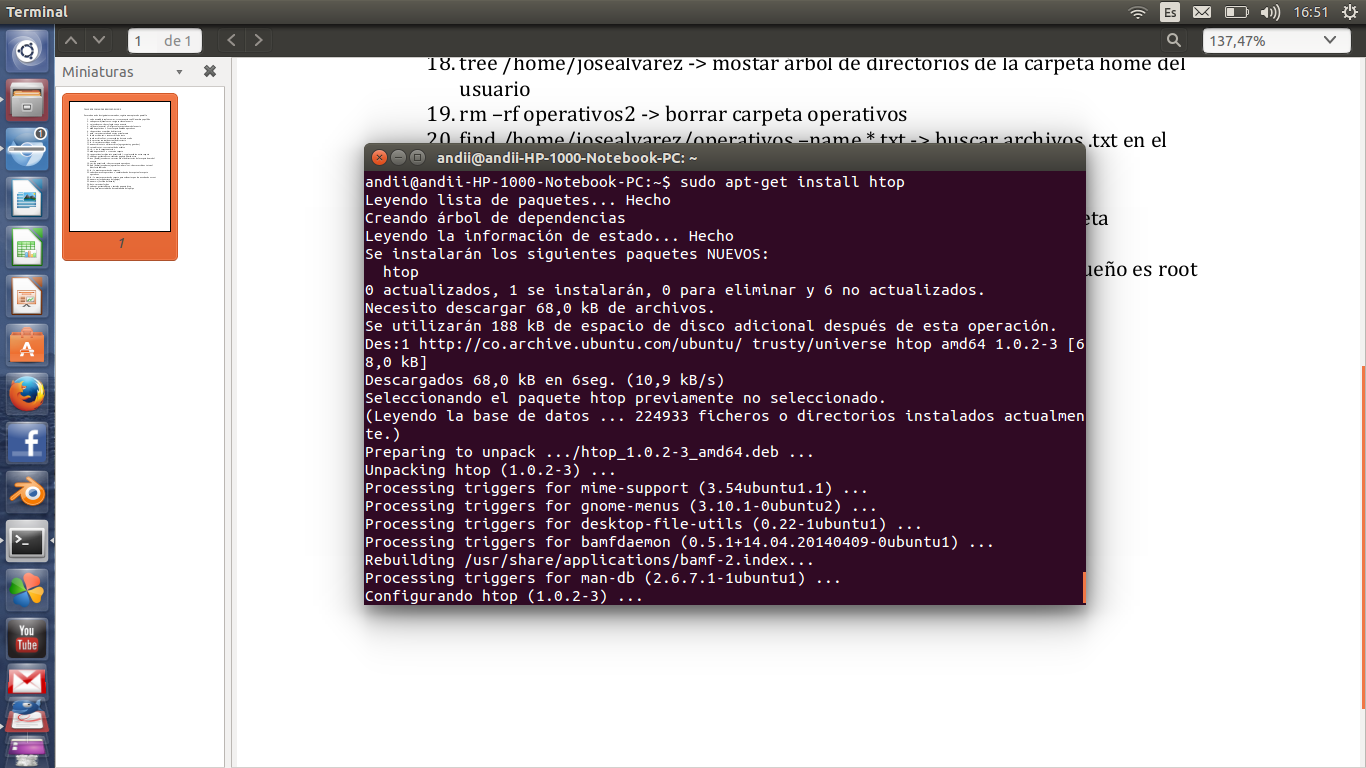 Terminal
Es
16:51
1 de 1
137,47%
Miniaturas
1
18. tree /home/josealvarez -> mostar arbol de directorios de la carpeta home del
usuario
19. rm –rf operativos2 -> borrar carpeta operativos
20. find /home/josealvarez/operativos –name *.txt -> buscar archivos .txt en el
eta
ueño es root
andii@andii-HP-1000-Notebook-PC: ~
andii@andii-HP-1000-Notebook-PC:~$ sudo apt-get install htop
Leyendo lista de paquetes... Hecho
Creando árbol de dependencias
Leyendo la información de estado... Hecho
Se instalarán los siguientes paquetes NUEVOS:
htop
0 actualizados, 1 se instalarán, 0 para eliminar y 6 no actualizados.
Necesito descargar 68,0 kB de archivos.
Se utilizarán 188 kB de espacio de disco adicional después de esta operación.
Des:1 http://co.archive.ubuntu.com/ubuntu/ trusty/universe htop amd64 1.0.2-3 [6
8,0 kB]
Descargados 68,0 kB en 6seg. (10,9 kB/s)
Seleccionando el paquete htop previamente no seleccionado.
(Leyendo la base de datos ... 224933 ficheros o directorios instalados actualmen
te.)
Preparing to unpack .../htop_1.0.2-3_amd64.deb ...
Unpacking htop (1.0.2-3) ...
Processing triggers for mime-support (3.54ubuntu1.1) ...
Processing triggers for gnome-menus (3.10.1-0ubuntu2) ...
Processing triggers for desktop-file-utils (0.22-1ubuntu1) ...
Processing triggers for bamfdaemon (0.5.1+14.04.20140409-0ubuntu1) ...
Rebuilding /usr/share/applications/bamf-2.index...
Processing triggers for man-db (2.6.7.1-1ubuntu1) ...
Configurando htop (1.0.2-3) ...
1
You
Tube